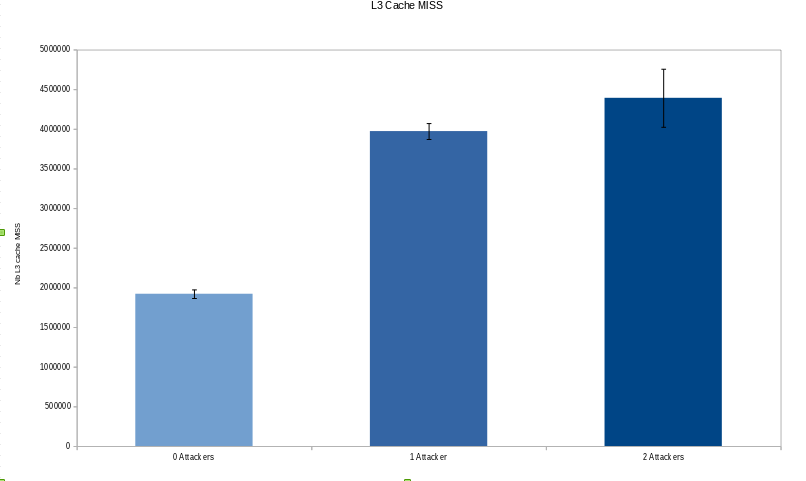 L3 Cache MISS
5000000
4500000
4000000
3500000
3000000
2500000
2000000
1500000
1000000
500000
0
Nb L3 cache MISS
0 Attackers
1 Attacker
2 Attackers